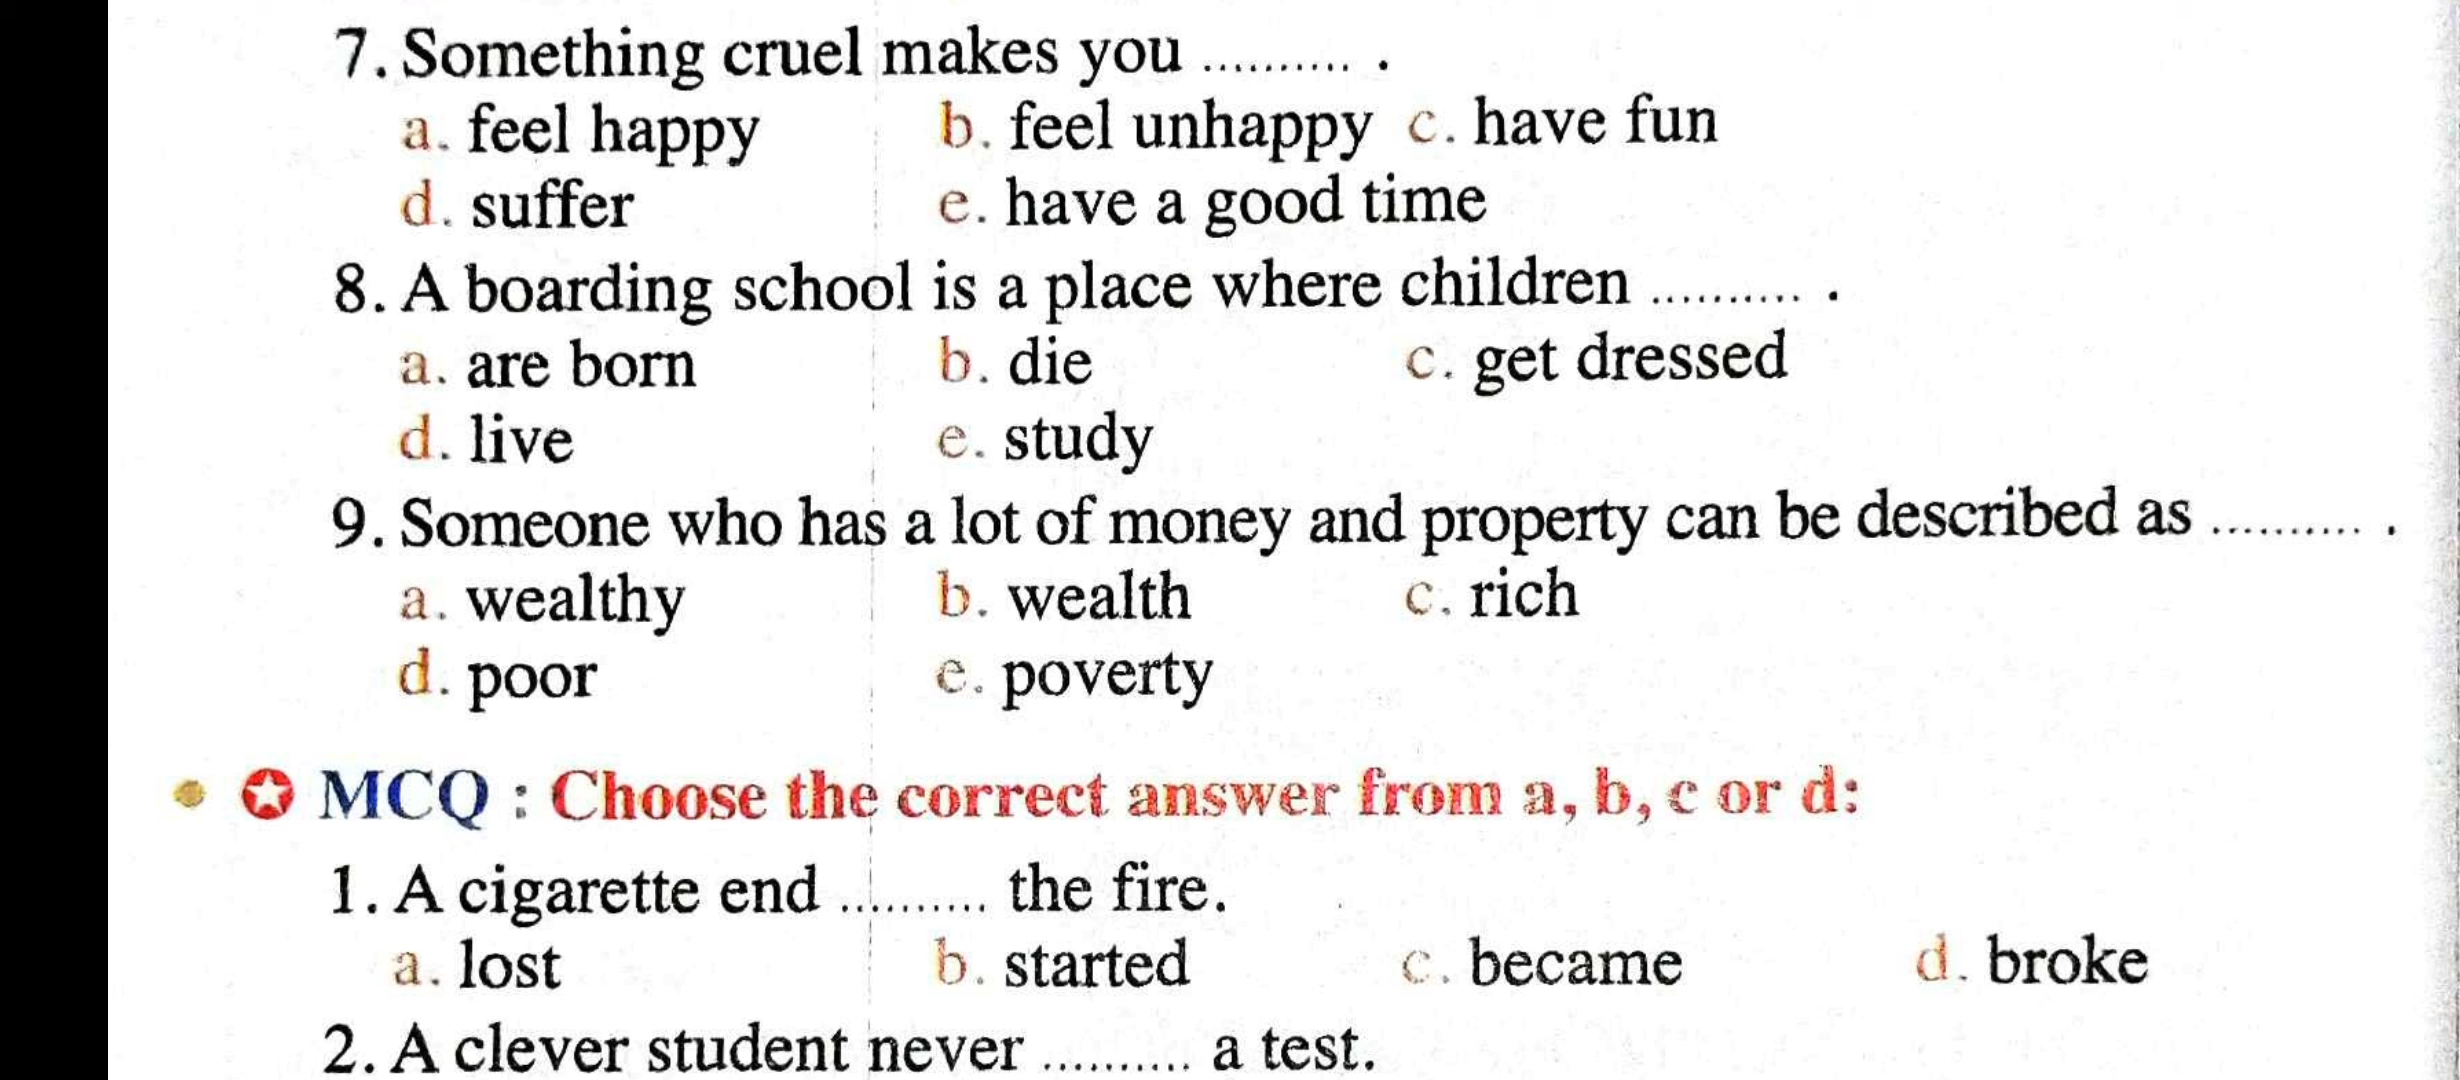 7. Something cruel makes you .......... .
a. feel happy b. feel unhappy c. have fun
d. suffer e. have a good time
8. A boarding school is a place where children .......... .
a. are born b. die c. get dressed
d. live e. study
9. Someone who has a lot of money and property can be described as .......... .
a. wealthy b. wealth c. rich
d. poor e. poverty
MCQ : Choose the correct answer from a, b, c or d:
1. A cigarette end .......... the fire.
a. lost b. started c. became d. broke
2. A clever student never .......... a test.